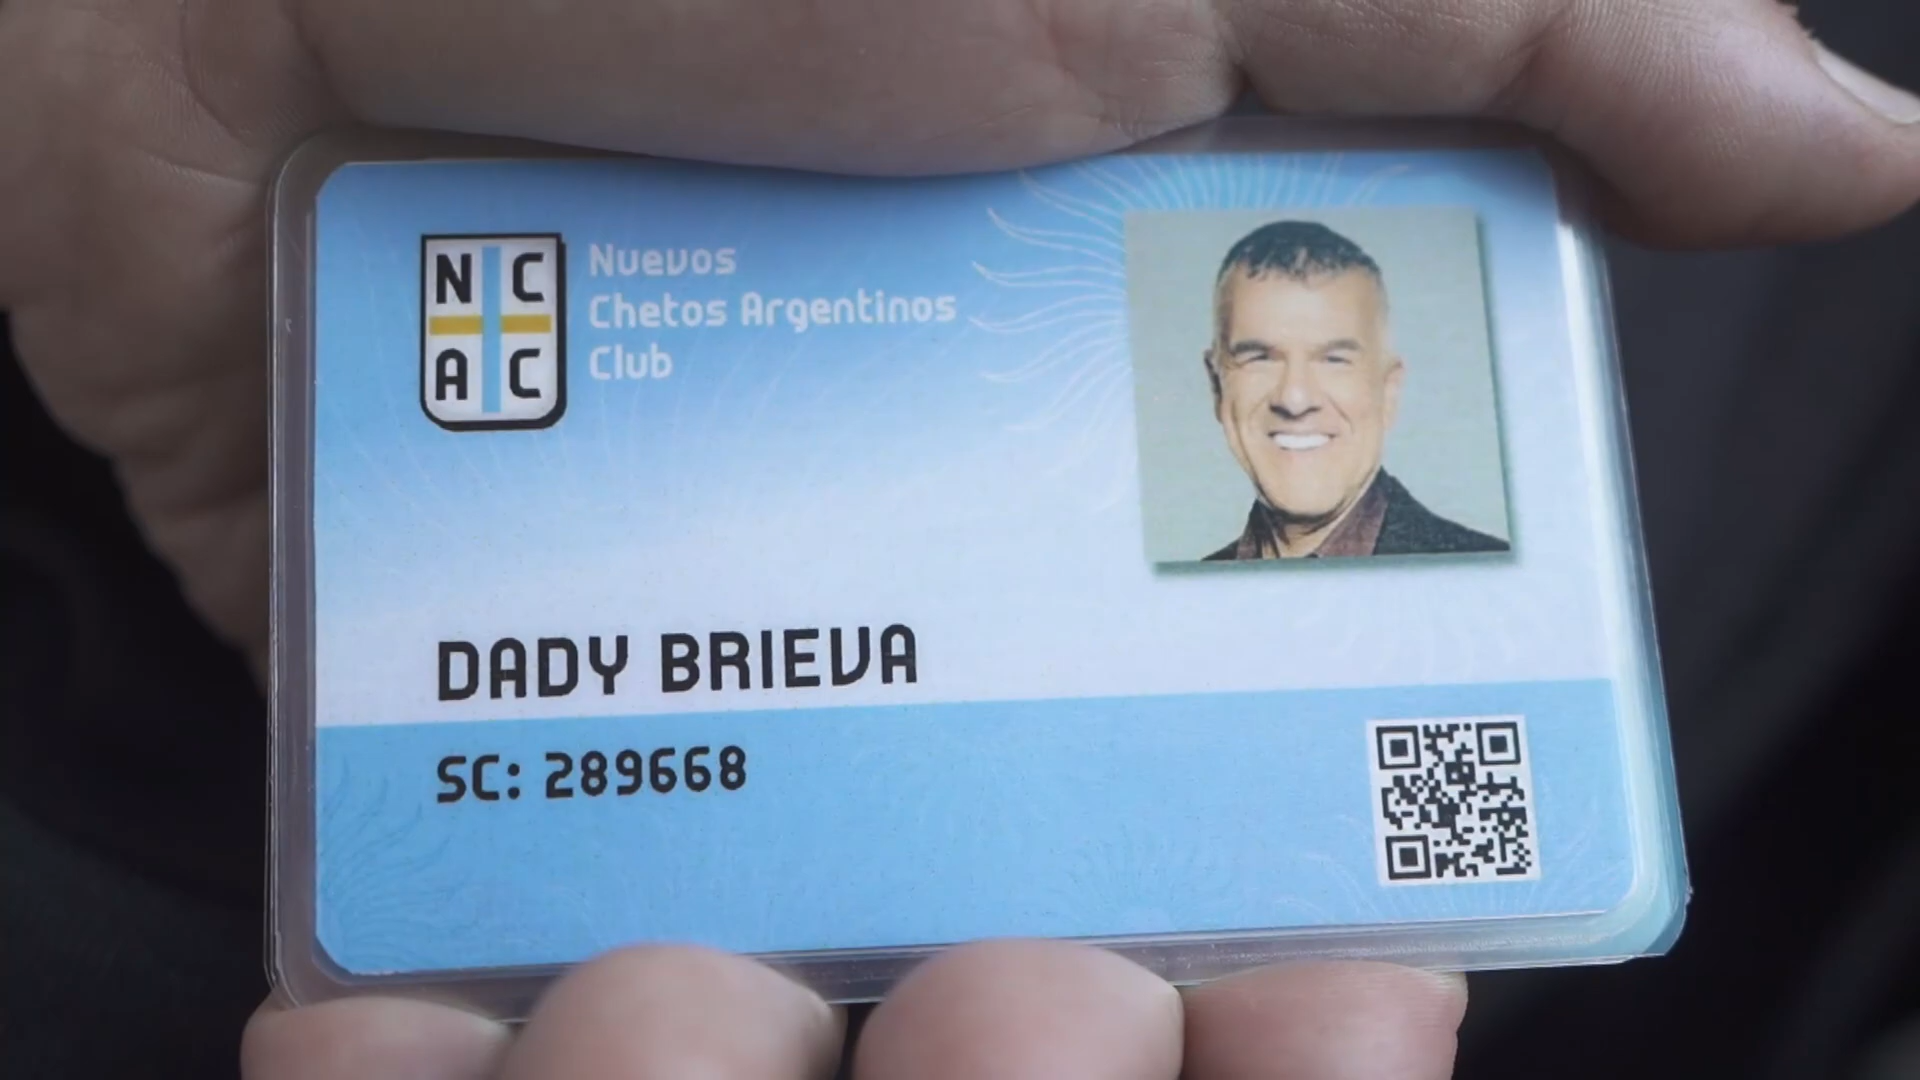 N C
A C
Nuevos
Chetos Argentinos
Club
DADY BRIEVA
SC: 289668